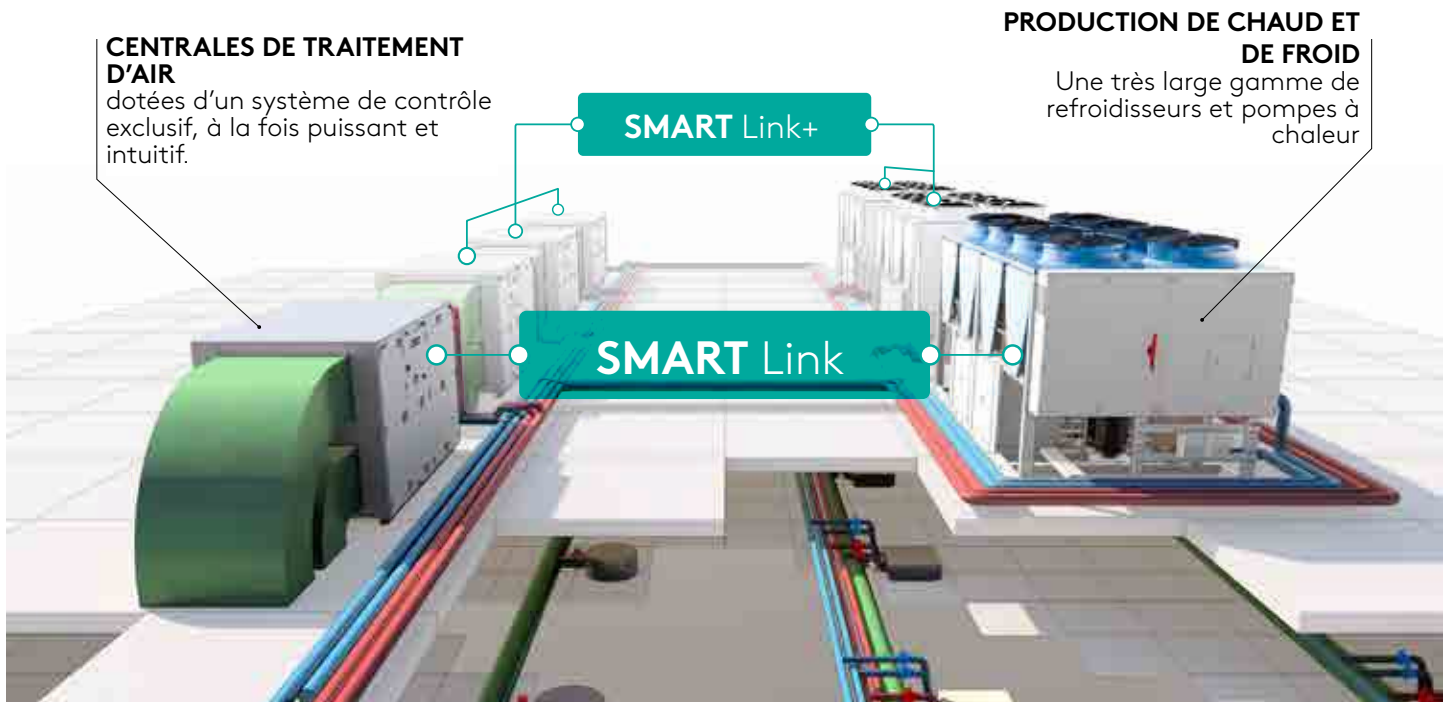 CENTRALES DE TRAITEMENT
D’AIR
dotées d’un système de contrôle
exclusif, à la fois puissant et
intuitif.
PRODUCTION DE CHAUD ET
DE FROID
Une très large gamme de
refroidisseurs et pompes à
chaleur
SMART Link+
SMART Link